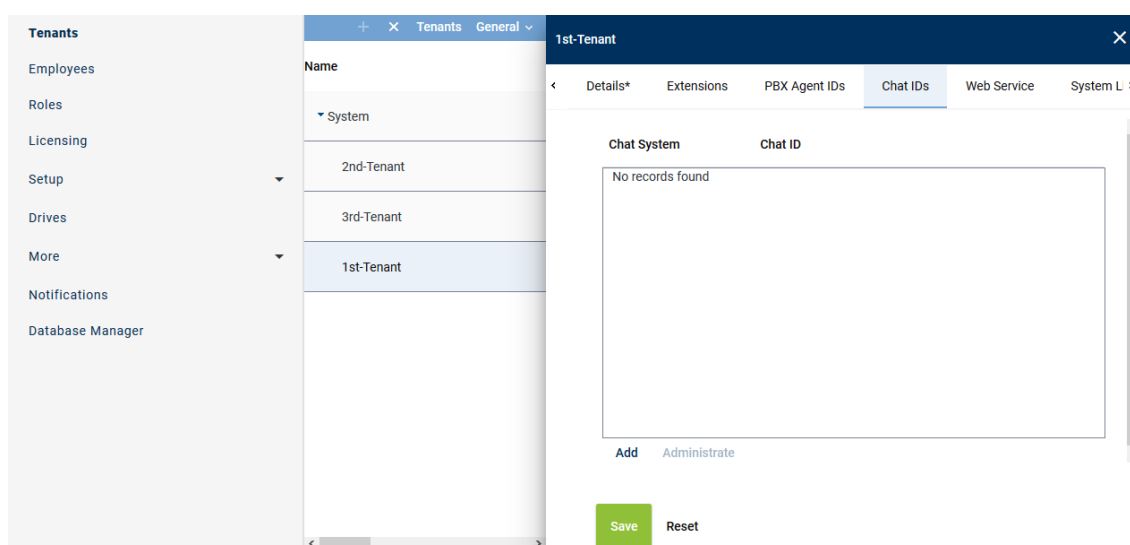 Tenants
Employees
Roles
Licensing
Setup
Drives
More
Notifications
Database Manager
+ × Tenants General
Name
System
2nd-Tenant
3rd-Tenant
1st-Tenant
1st-Tenant
Details* Extensions PBX Agent IDs Chat IDs Web Service System Li
Chat System Chat ID
No records found
Add Administrate
Save Reset